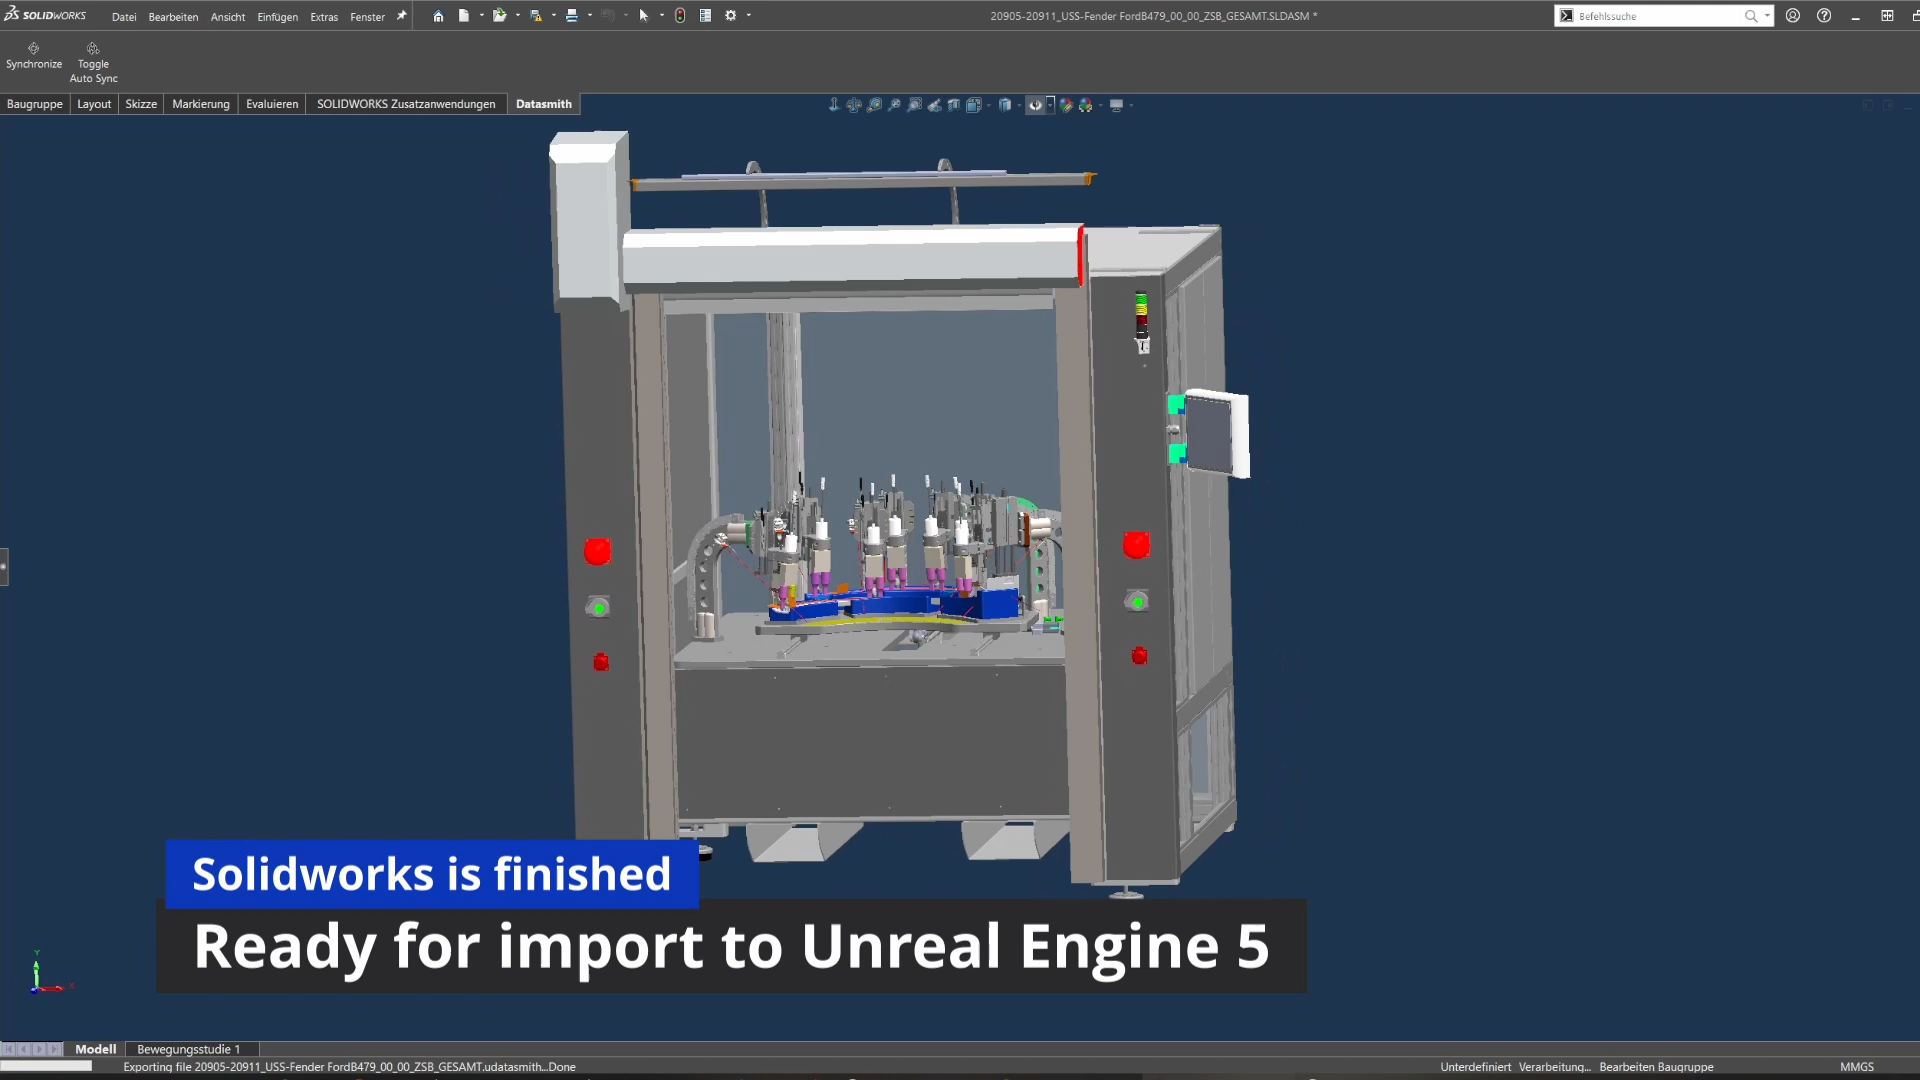 SOLIDWORKS
Datei Bearbeiten Ansicht Einfügen Extras Fenster
20905-20911_USS-Fender FordB479_00_00_ZSB_GESAMT.SLDASM *
Befehlssuche
Synchronize
Toggle
Auto Sync
Baugruppe Layout Skizze Markierung Evaluieren SOLIDWORKS Zusatzanwendungen Datasmith
Solidworks is finished
Ready for import to Unreal Engine 5
Y
X
Modell Bewegungsstudie 1
Exporting file 20905-20911_USS-Fender FordB479_00_00_ZSB_GESAMT.udatasmith...Done
Unterdefiniert Verarbeitung... Bearbeiten Baugruppe MMGS